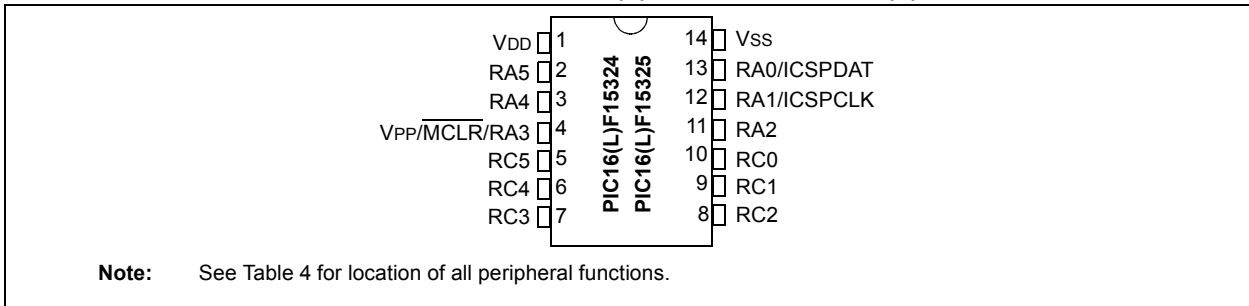 VDD 1 14 VSS
RA5 2 13 RA0/ICSPDAT
RA4 3 12 RA1/ICSPCLK
VPP/MCLR/RA3 4 11 RA2
RC5 5 10 RC0
RC4 6 9 RC1
RC3 7 8 RC2
PIC16(L)F15324
PIC16(L)F15325
Note: See Table 4 for location of all peripheral functions.